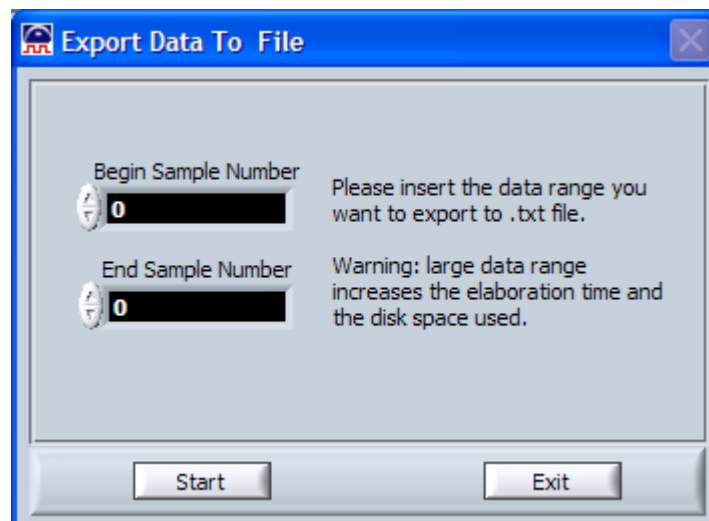 Export Data To File
Begin Sample Number
0
End Sample Number
0
Please insert the data range you
want to export to .txt file.
Warning: large data range
increases the elaboration time and
the disk space used.
Start
Exit